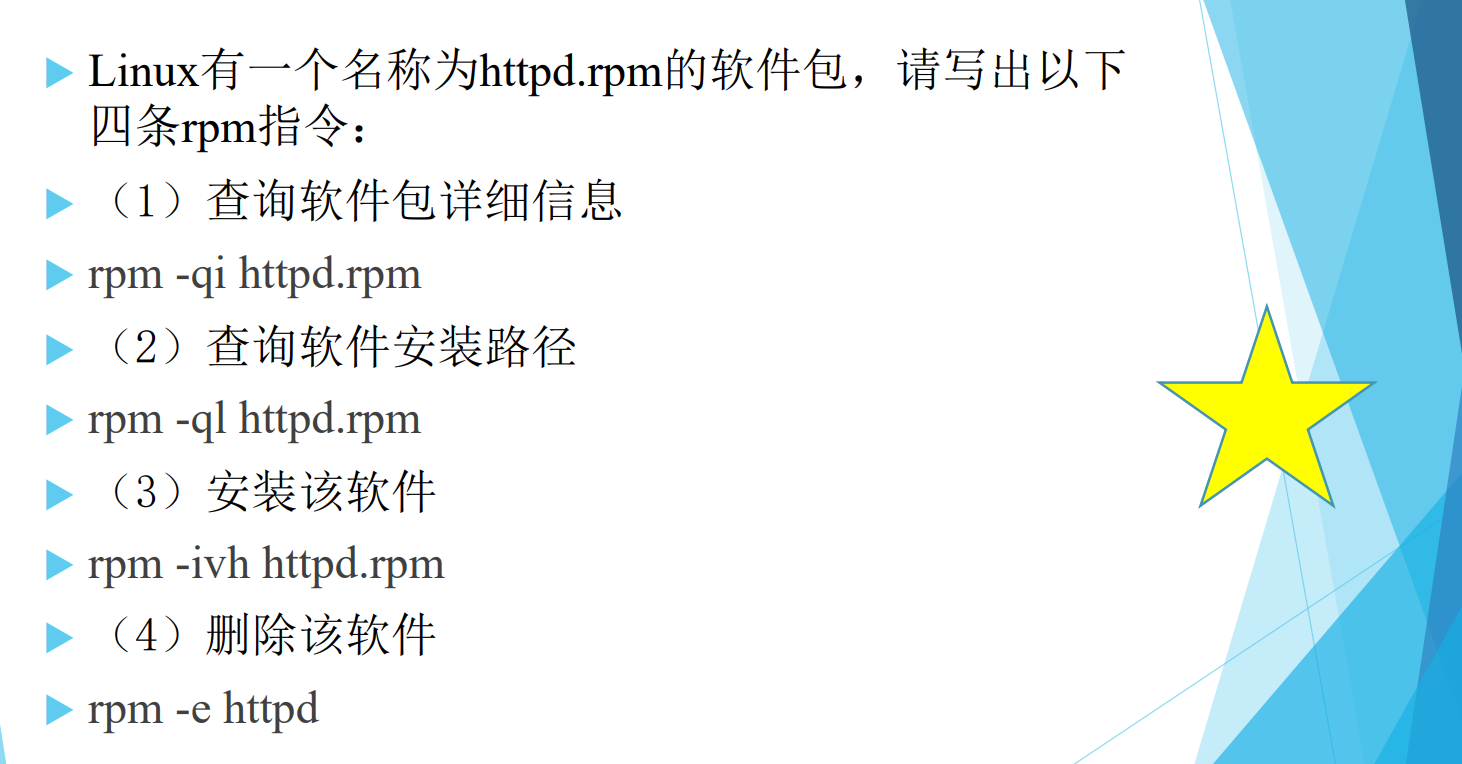 Linux有一个名称为httpd.rpm的软件包，请写出以下
四条rpm指令：
（1）查询软件包详细信息
rpm -qi httpd.rpm
（2）查询软件安装路径
rpm -ql httpd.rpm
（3）安装该软件
rpm -ivh httpd.rpm
（4）删除该软件
rpm -e httpd